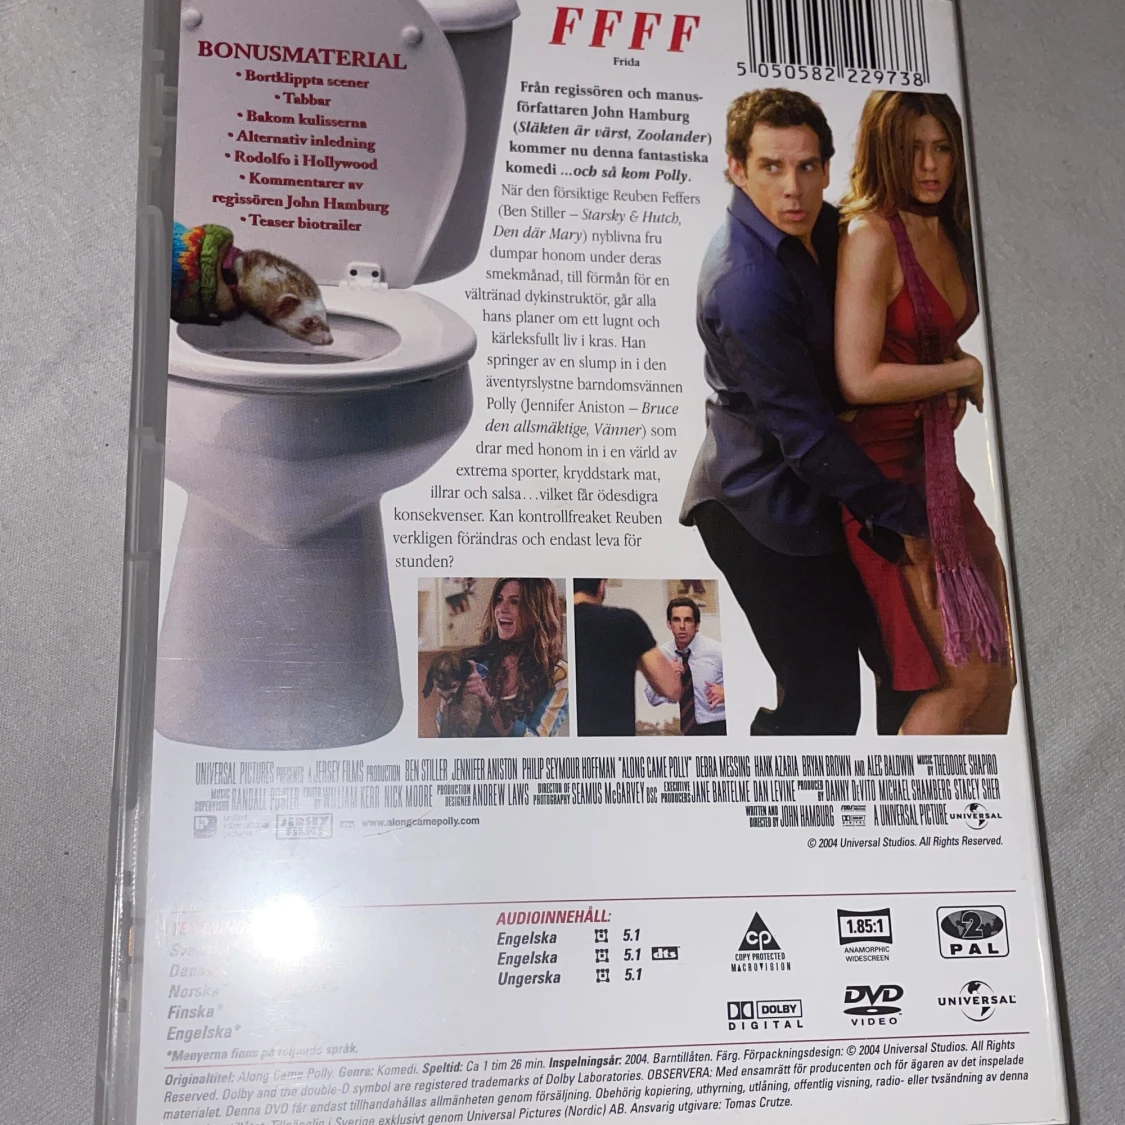 BONUSMATERIAL
• Bortklippta scener
• Tabbar
• Bakom kulisserna
• Alternativ inledning
• Rodolfo i Hollywood
• Kommentarer av
regissören John Hamburg
• Teaser biotrailer
FFFF
Frida
5 050582 229738
Från regissören och manus-
författaren John Hamburg
(Släkten är värst, Zoolander)
kommer nu denna fantastiska
komedi ...och så kom Polly.
När den försiktige Reuben Feffers
(Ben Stiller – Starsky & Hutch,
Den där Mary) nyblivna fru
dumpar honom under deras
smekmånad, till förmån för en
vältränad dykinstruktör, går alla
hans planer om ett lugnt och
kärleksfullt liv i kras. Han
springer av en slump in i den
äventyrslystne barndomsvännen
Polly (Jennifer Aniston – Bruce
den allsmäktige, Vänner) som
drar med honom in i en värld av
extrema sporter, kryddstark mat,
illrar och salsa…vilket får ödesdigra
konsekvenser. Kan kontrollfreaket Reuben
verkligen förändras och endast leva för
stunden?
UNIVERSAL PICTURES PRESENTS A JERSEY FILMS PRODUCTION BEN STILLER JENNIFER ANISTON PHILIP SEYMOUR HOFFMAN "ALONG CAME POLLY" DEBRA MESSING HANK AZARIA BRYAN BROWN AND ALEC BALDWIN MUSIC BY THEODORE SHAPIRO
MUSIC SUPERVISION RANDALL POSTER EDITED BY WILLIAM KERR NICK MOORE PRODUCTION DESIGNER ANDREW LAWS DIRECTOR OF PHOTOGRAPHY SEAMUS McGARVEY BSC EXECUTIVE PRODUCERS JANE BARTELME DAN LEVINE PRODUCED BY DANNY DeVITO MICHAEL SHAMBERG STACEY SHER
www.alongcamepolly.com WRITTEN AND DIRECTED BY JOHN HAMBURG A UNIVERSAL PICTURE UNIVERSAL
© 2004 Universal Studios. All Rights Reserved.
Norska
Finska*
Engelska*
*Menyerna finns på följande språk.
AUDIOINNEHÅLL:
Engelska 5.1
Engelska 5.1 dts
Ungerska 5.1
CP
COPY PROTECTED
MACROVISION
1.85:1
ANAMORPHIC
WIDESCREEN
2
PAL
DOLBY
DIGITAL
DVD
VIDEO
UNIVERSAL
Originaltitel: Along Came Polly. Genre: Komedi. Speltid: Ca 1 tim 26 min. Inspelningsår: 2004. Barntillåten. Färg. Förpackningsdesign: © 2004 Universal Studios. All Rights
Reserved. Dolby and the double-D symbol are registered trademarks of Dolby Laboratories. OBSERVERA: Med ensamrätt för producenten och för ägaren av det inspelade
materialet. Denna DVD får endast tillhandahållas allmänheten genom försäljning. Obehörig kopiering, uthyrning, utlåning, offentlig visning, radio- eller tvsändning av denna
i Sverige exklusivt genom Universal Pictures (Nordic) AB. Ansvarig utgivare: Tomas Crutze.